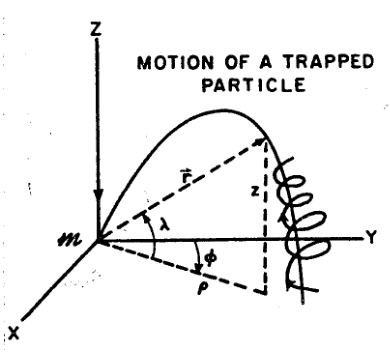 Z
MOTION OF A TRAPPED
PARTICLE
r⃗
z
λ
m
Y
ϕ
ρ
X